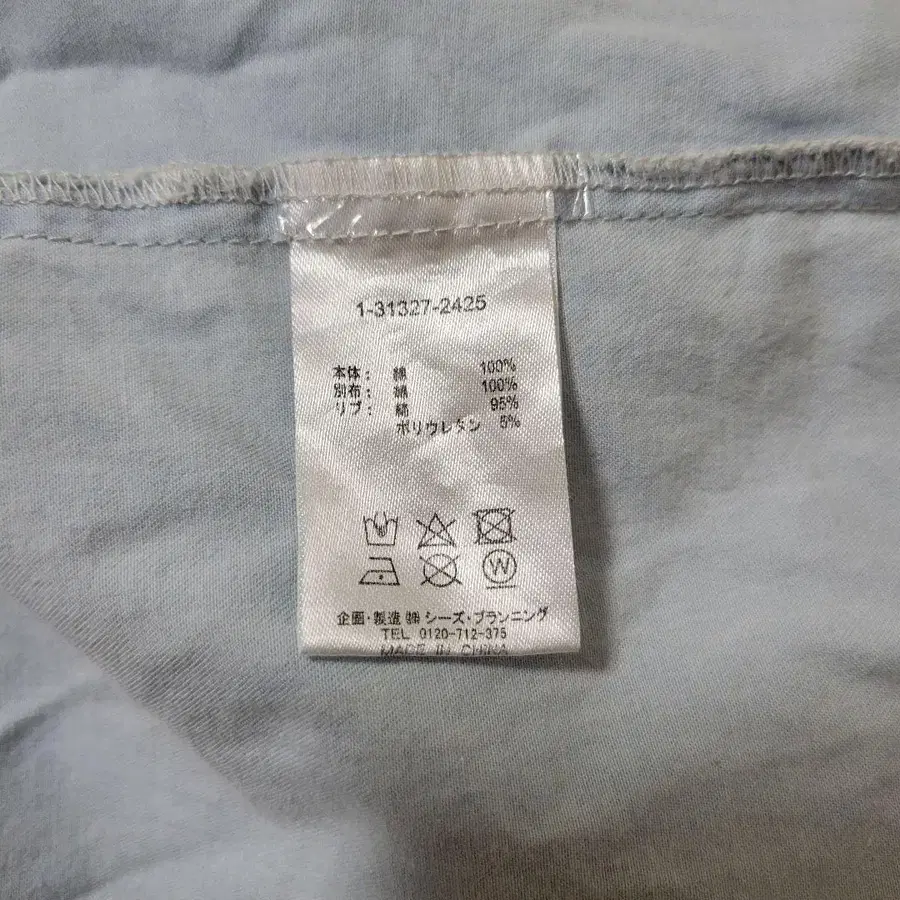 1-31327-2425
本体： 綿 100%
別布： 綿 100%
リブ： 綿 95%
ポリウレタン 5%
W
企画・製造 ㈱ シーズ・プランニング
TEL 0120-712-375
MADE IN CHINA